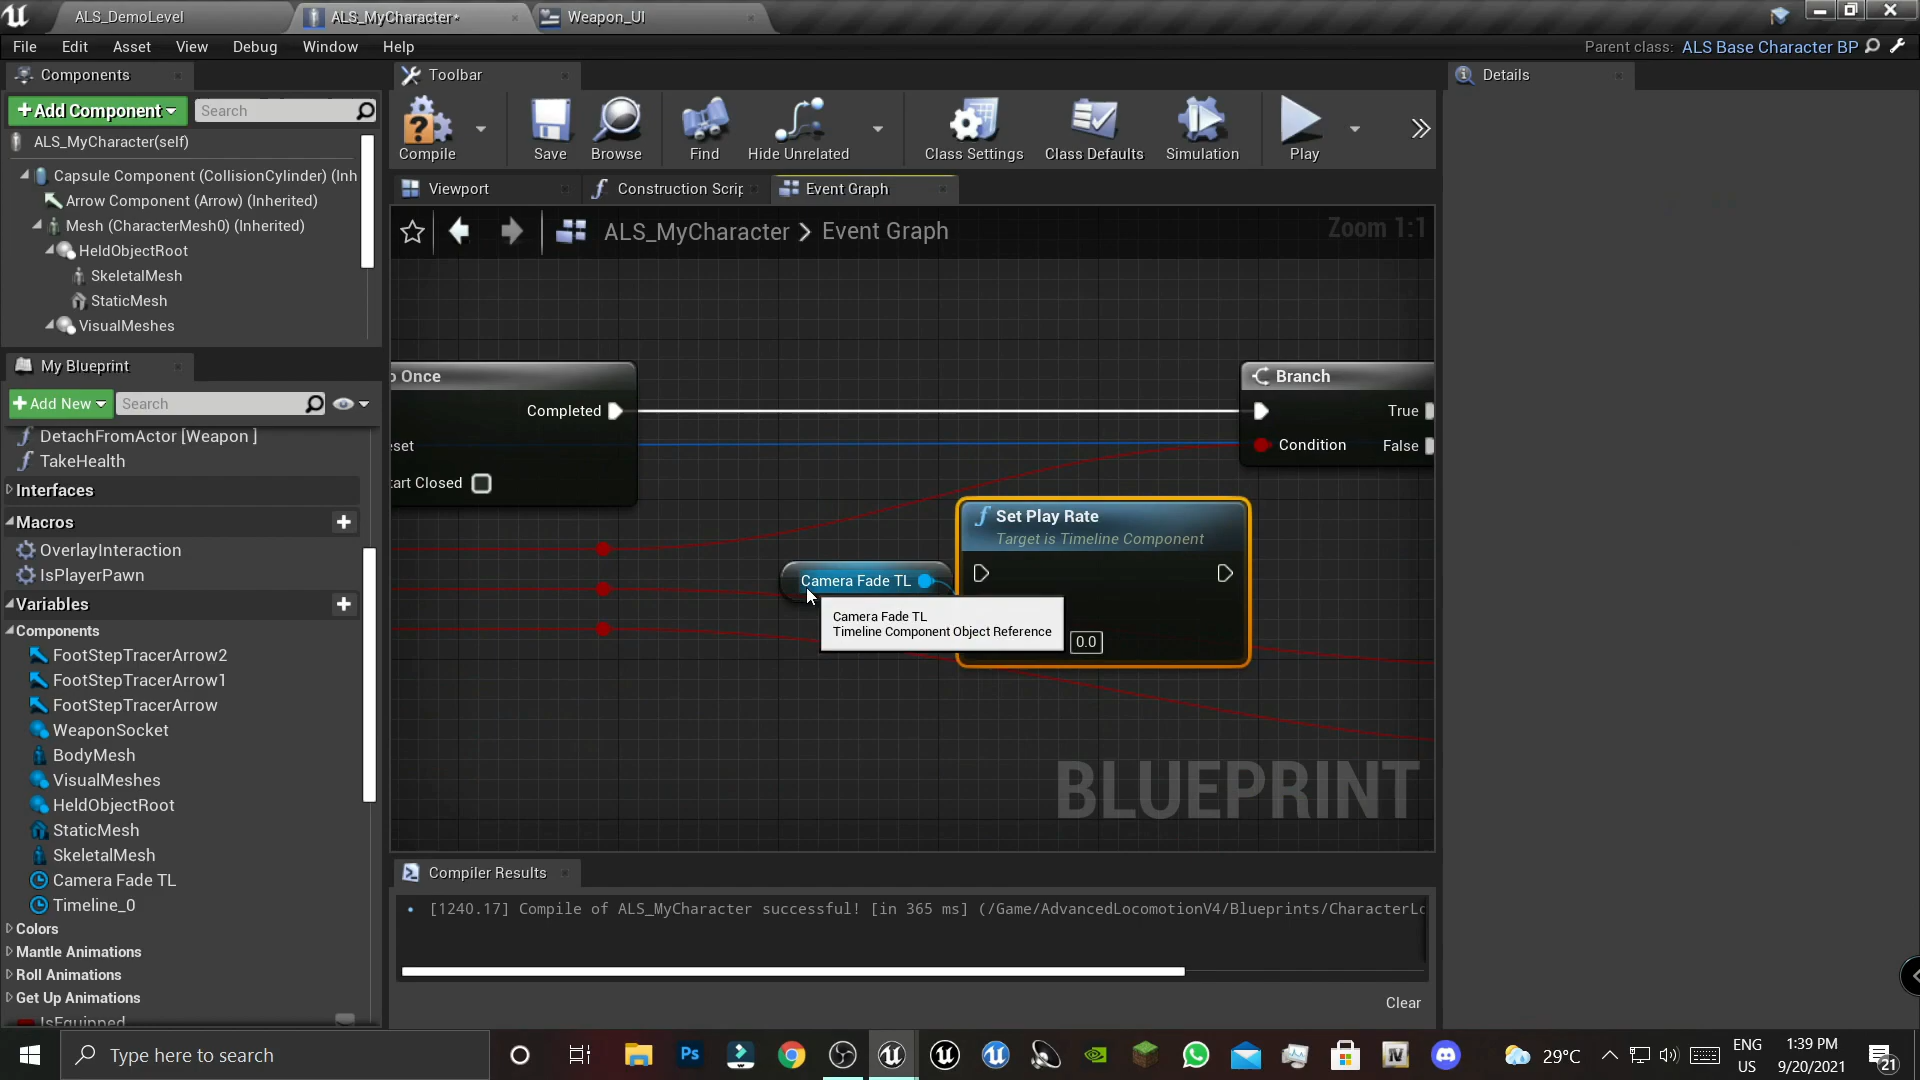 ALS_DemoLevel
ALS_MyCharacter*
Weapon_UI
File Edit Asset View Debug Window Help
Parent class: ALS Base Character BP
Components
Toolbar
Details
+Add Component
Search
ALS_MyCharacter(self)
Capsule Component (CollisionCylinder) (Inh
Arrow Component (Arrow) (Inherited)
Mesh (CharacterMesh0) (Inherited)
HeldObjectRoot
SkeletalMesh
StaticMesh
VisualMeshes
Compile
Save
Browse
Find
Hide Unrelated
Class Settings
Class Defaults
Simulation
Play
Viewport
Construction Scrip
Event Graph
ALS_MyCharacter > Event Graph
Zoom 1:1
My Blueprint
+Add New
Search
DetachFromActor [Weapon ]
TakeHealth
Interfaces
Macros
OverlayInteraction
IsPlayerPawn
Variables
Components
FootStepTracerArrow2
FootStepTracerArrow1
FootStepTracerArrow
WeaponSocket
BodyMesh
VisualMeshes
HeldObjectRoot
StaticMesh
SkeletalMesh
Camera Fade TL
Timeline_0
Colors
Mantle Animations
Roll Animations
Get Up Animations
IsEquipped
o Once
Completed
eset
tart Closed
Branch
True
Condition
False
Set Play Rate
Target is Timeline Component
Camera Fade TL
Camera Fade TL
Timeline Component Object Reference
0.0
BLUEPRINT
Compiler Results
[1240.17] Compile of ALS_MyCharacter successful! [in 365 ms] (/Game/AdvancedLocomotionV4/Blueprints/CharacterLo
Clear
Type here to search
Ps
29°C
ENG
US
1:39 PM
9/20/2021
21